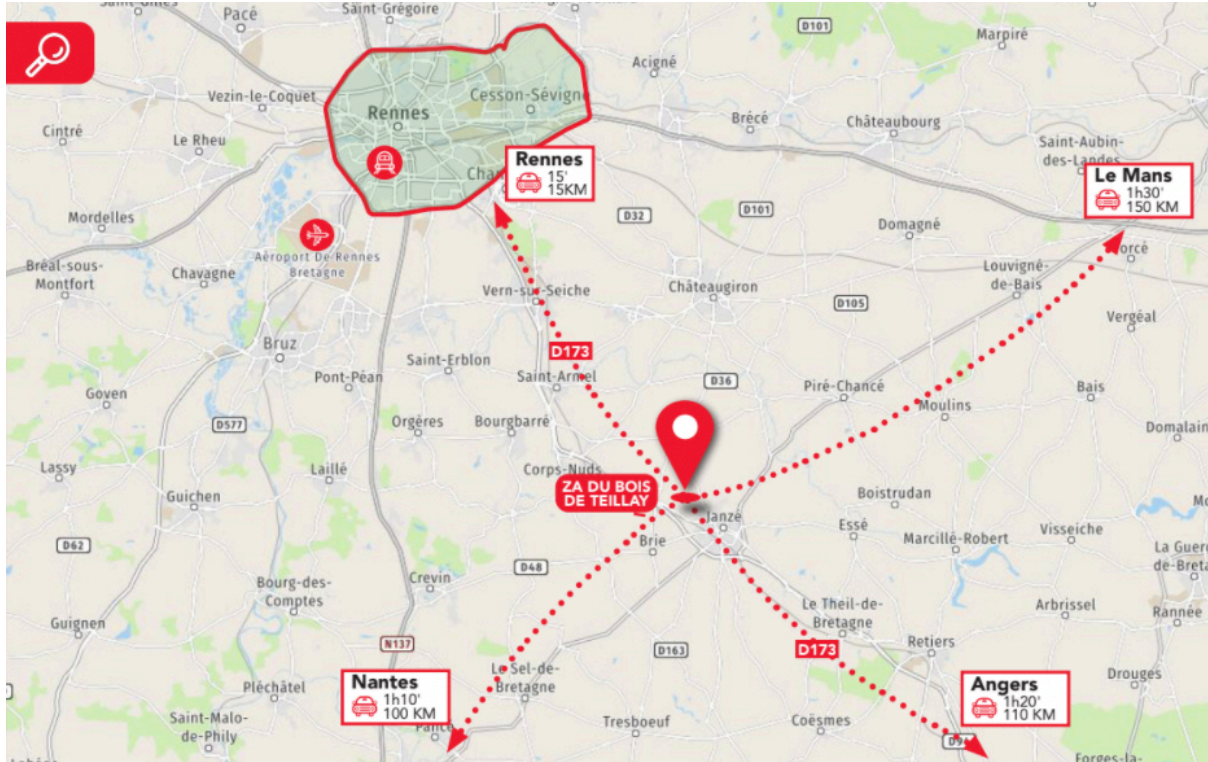 Pacé
Saint-Grégoire
D101
Marpiré
Acigné
Vezin-le-Coquet
Rennes
Cesson-Sévigné
Brécé
Châteaubourg
Cintré
Le Rheu
Saint-Aubin-
des-Landes
Rennes
15'
15KM
Le Mans
1h30'
150 KM
Mordelles
D32
D101
Domagné
Aéroport De Rennes
Bretagne
Bréal-sous-
Montfort
Chavagne
Vern-sur-Seiche
Châteaugiron
Louvigné-
de-Bais
D105
Vergéal
Bruz
D173
Saint-Erblon
Pont-Péan
Saint-Armel
D36
Piré-Chancé
Bais
Goven
Moulins
D577
Orgères
Bourgbarré
Domalain
Lassy
Laillé
Corps-Nuds
ZA DU BOIS
DE TEILLAY
Guichen
Boistrudan
Janzé
Essé
Visseiche
D62
Brie
Marcillé-Robert
D48
Crevin
Bourg-des-
Comptes
Le Theil-de-
Bretagne
Arbrissel
Rannée
Guignen
N137
D163
D173
Retiers
Le Sel-de-
Bretagne
Drouges
Nantes
1h10'
100 KM
Angers
1h20'
110 KM
Pléchâtel
Saint-Malo-
de-Phily
Tresboeuf
Coësmes